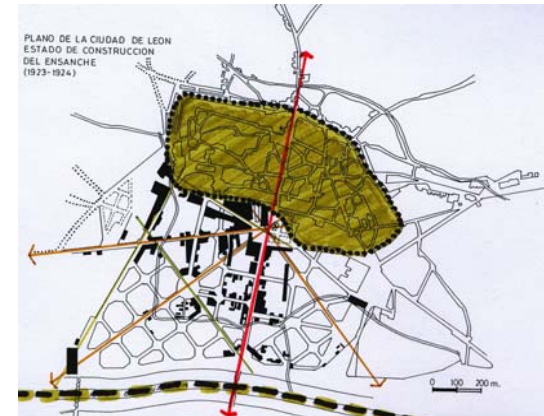 PLANO DE LA CIUDAD DE LEON
ESTADO DE CONSTRUCCION
DEL ENSANCHE
(1923-1924)
0 100 200 m.